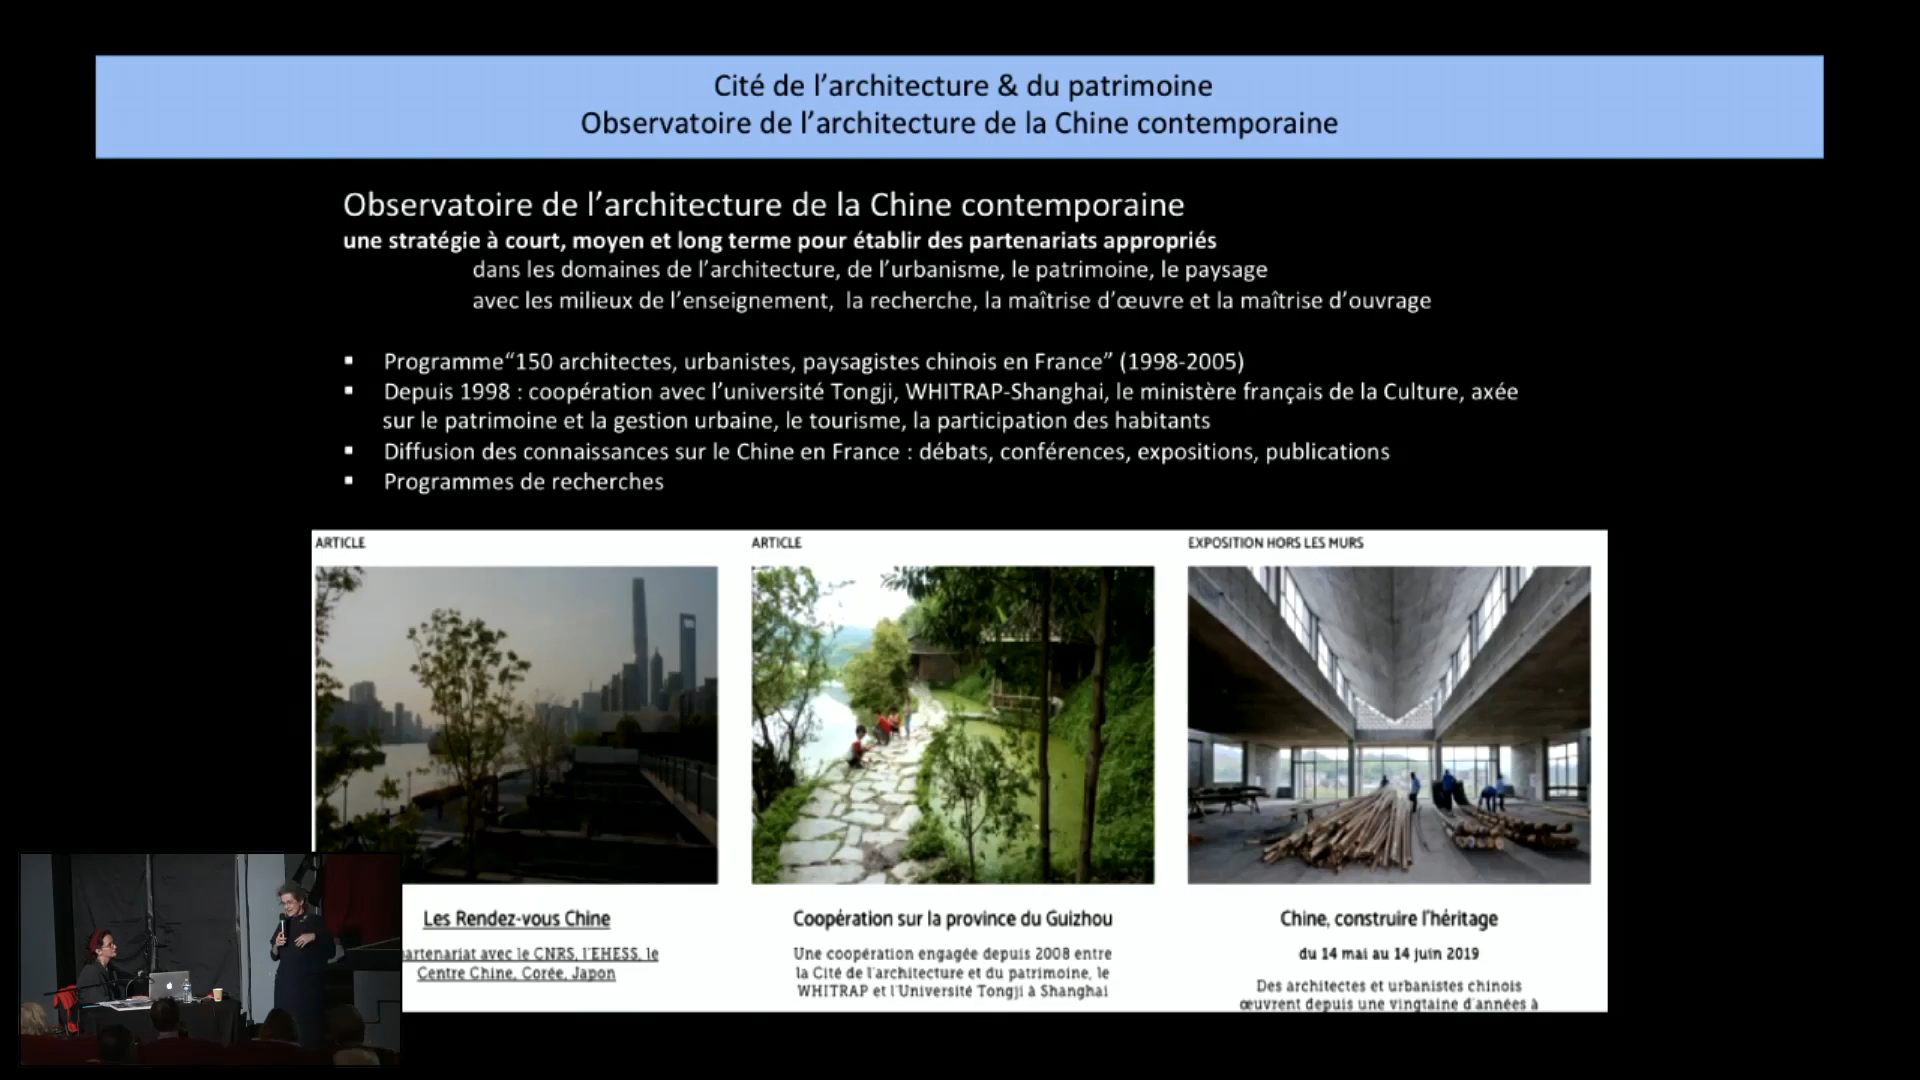 Cité de l’architecture & du patrimoine
Observatoire de l’architecture de la Chine contemporaine
Observatoire de l’architecture de la Chine contemporaine
une stratégie à court, moyen et long terme pour établir des partenariats appropriés
dans les domaines de l’architecture, de l’urbanisme, le patrimoine, le paysage
avec les milieux de l’enseignement, la recherche, la maîtrise d’œuvre et la maîtrise d’ouvrage
▪ Programme“150 architectes, urbanistes, paysagistes chinois en France” (1998-2005)
▪ Depuis 1998 : coopération avec l’université Tongji, WHITRAP-Shanghai, le ministère français de la Culture, axée
sur le patrimoine et la gestion urbaine, le tourisme, la participation des habitants
▪ Diffusion des connaissances sur le Chine en France : débats, conférences, expositions, publications
▪ Programmes de recherches
ARTICLE
Les Rendez-vous Chine
artenariat avec le CNRS, l'EHESS, le
Centre Chine, Corée, Japon
ARTICLE
Coopération sur la province du Guizhou
Une coopération engagée depuis 2008 entre
la Cité de l'architecture et du patrimoine, le
WHITRAP et l'Université Tongji à Shanghai
EXPOSITION HORS LES MURS
Chine, construire l'héritage
du 14 mai au 14 juin 2019
Des architectes et urbanistes chinois
œuvrent depuis une vingtaine d'années à